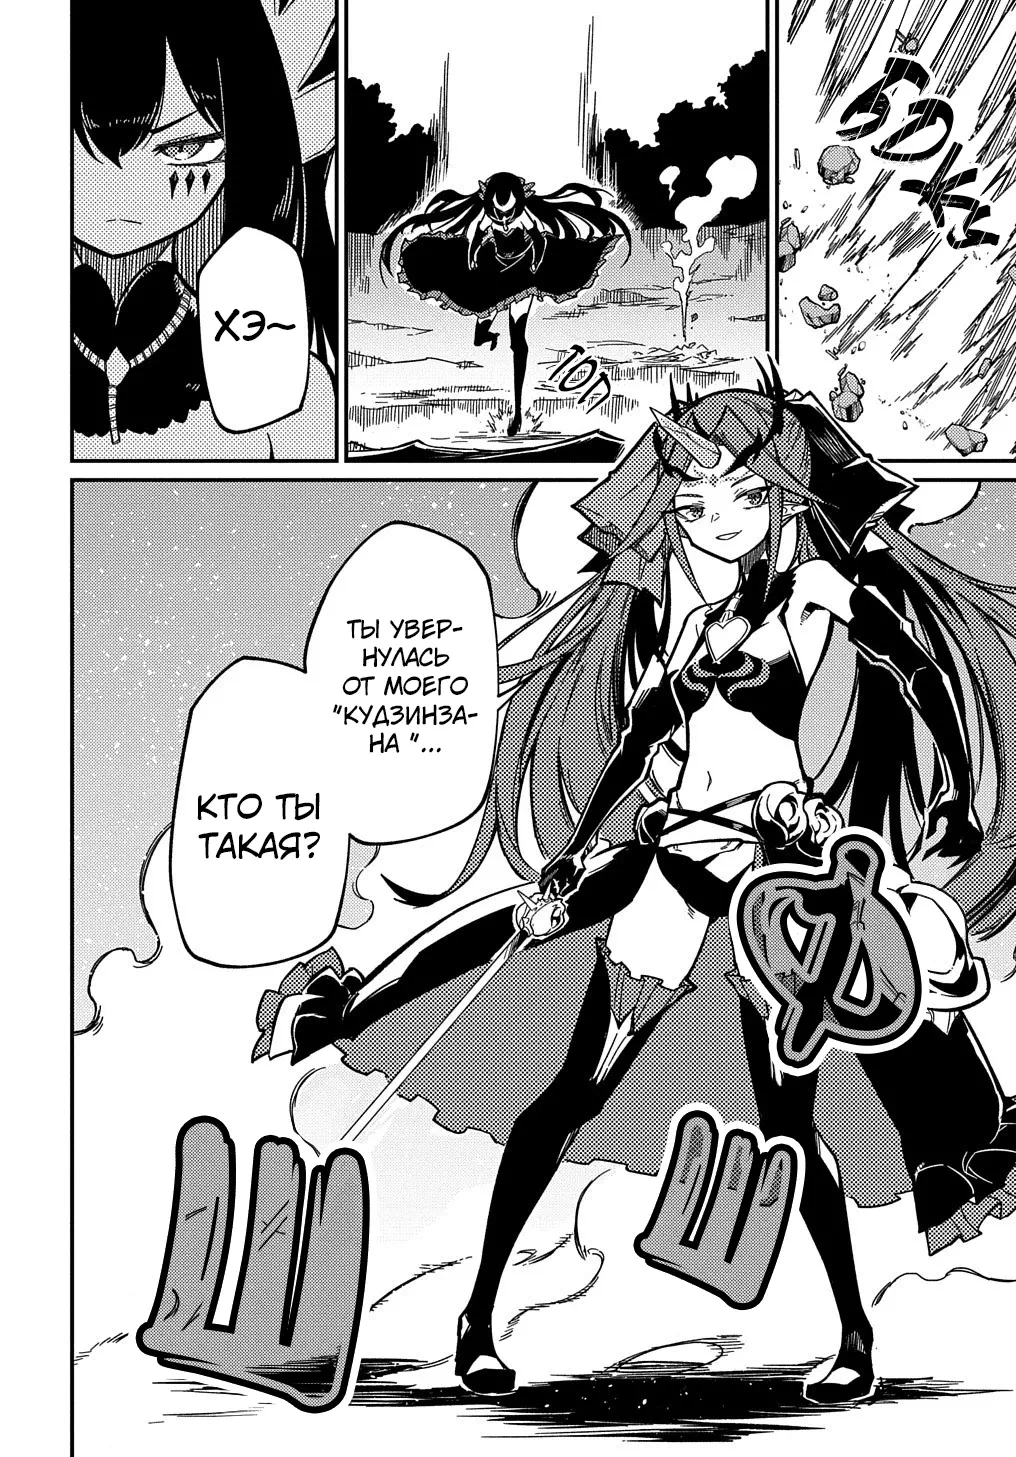 ТОП
ХЭ~
ТЫ УВЕР-
НУЛАСЬ
ОТ МОЕГО
"КУДЗИНЗА-
НА "...
КТО ТЫ
ТАКАЯ?
Ф
Ш
Ш